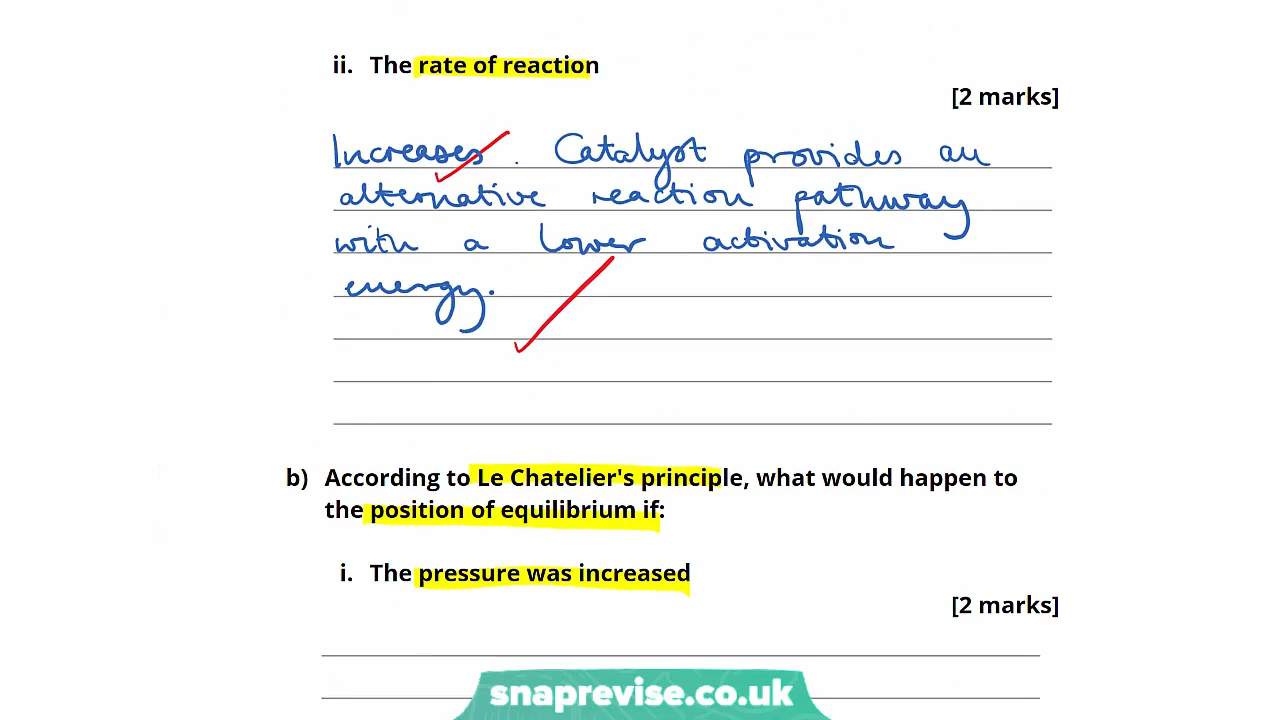 ii. The rate of reaction
[2 marks]
Increases. Catalyst provides an
alternative reaction pathway
with a lower activation
energy.
b) According to Le Chatelier's principle, what would happen to
the position of equilibrium if:
i. The pressure was increased
[2 marks]
snaprevise.co.uk